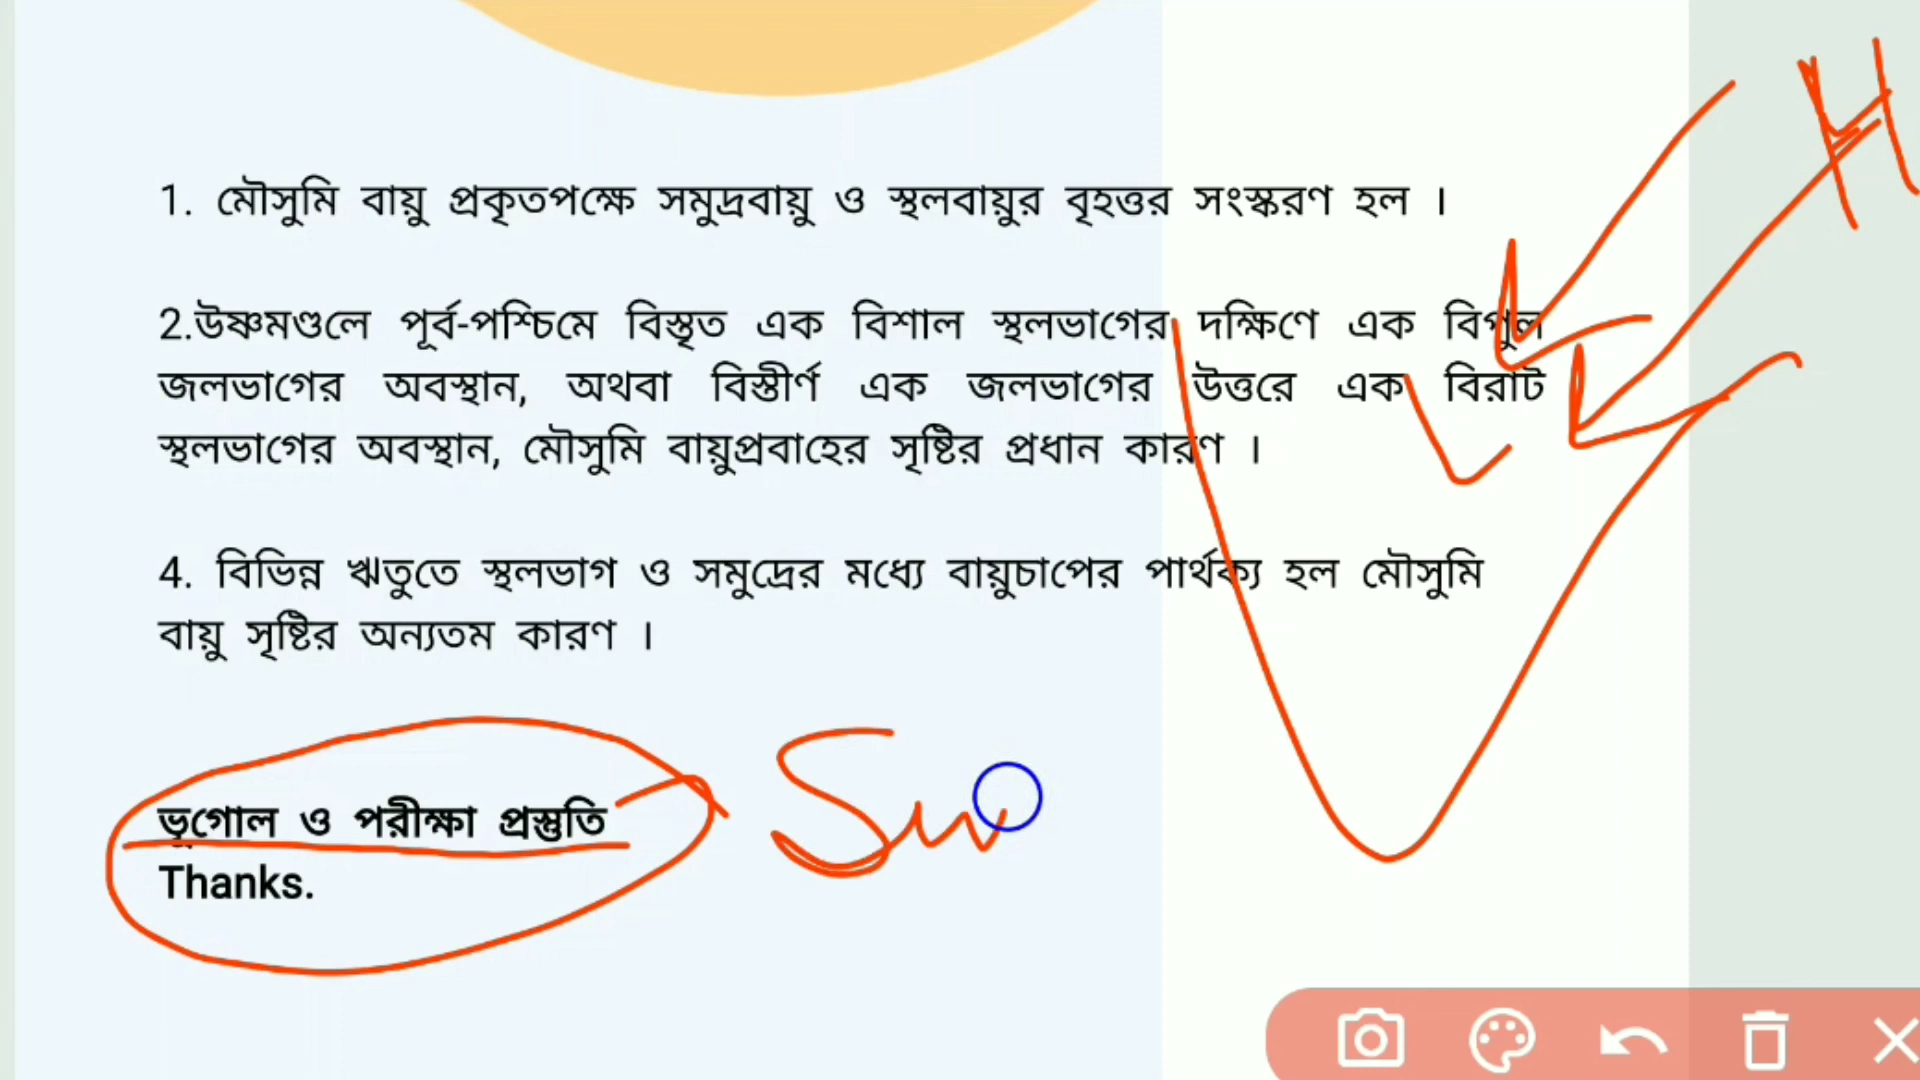 1. মৌসুমি বায়ু প্রকৃতপক্ষে সমুদ্রবায়ু ও স্থলবায়ুর বৃহত্তর সংস্করণ হল ।
2.উষ্ণমণ্ডলে পূর্ব-পশ্চিমে বিস্তৃত এক বিশাল স্থলভাগের দক্ষিণে এক বিপুল
জলভাগের অবস্থান, অথবা বিস্তীর্ণ এক জলভাগের উত্তরে এক বিরাট
স্থলভাগের অবস্থান, মৌসুমি বায়ুপ্রবাহের সৃষ্টির প্রধান কারণ ।
4. বিভিন্ন ঋতুতে স্থলভাগ ও সমুদ্রের মধ্যে বায়ুচাপের পার্থক্য হল মৌসুমি
বায়ু সৃষ্টির অন্যতম কারণ ।
ভূগোল ও পরীক্ষা প্রস্তুতি
Thanks.